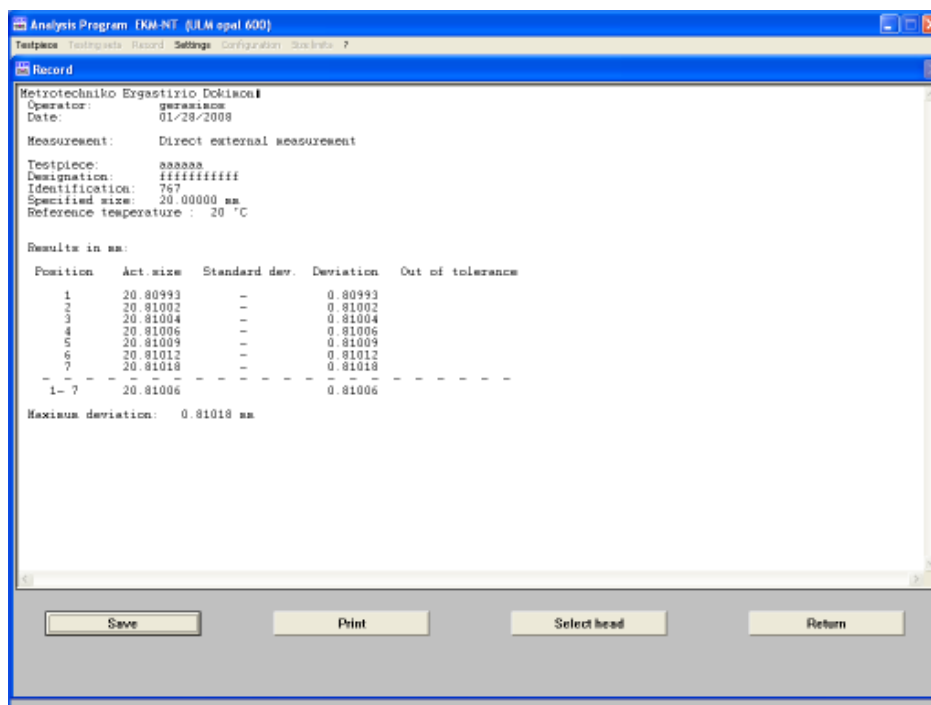 Analysis Program EKM-NT (ULM opal 600)
Testpiece Testing sets Record Settings Configuration Size limits ?
Record
Metrotechniko Ergastirio Dokimon
Operator: gerasimos
Date: 01/28/2008
Measurement: Direct external measurement
Testpiece: aaaaaa
Designation: fffffffffff
Identification: 767
Specified size: 20.00000 mm
Reference temperature : 20 °C
Results in mm:
Position Act.size Standard dev. Deviation Out of tolerance
1 20.80993 - 0.80993
2 20.81002 - 0.81002
3 20.81004 - 0.81004
4 20.81006 - 0.81006
5 20.81009 - 0.81009
6 20.81012 - 0.81012
7 20.81018 - 0.81018
1- 7 20.81006 0.81006
Maximum deviation: 0.81018 mm
Save Print Select head Return